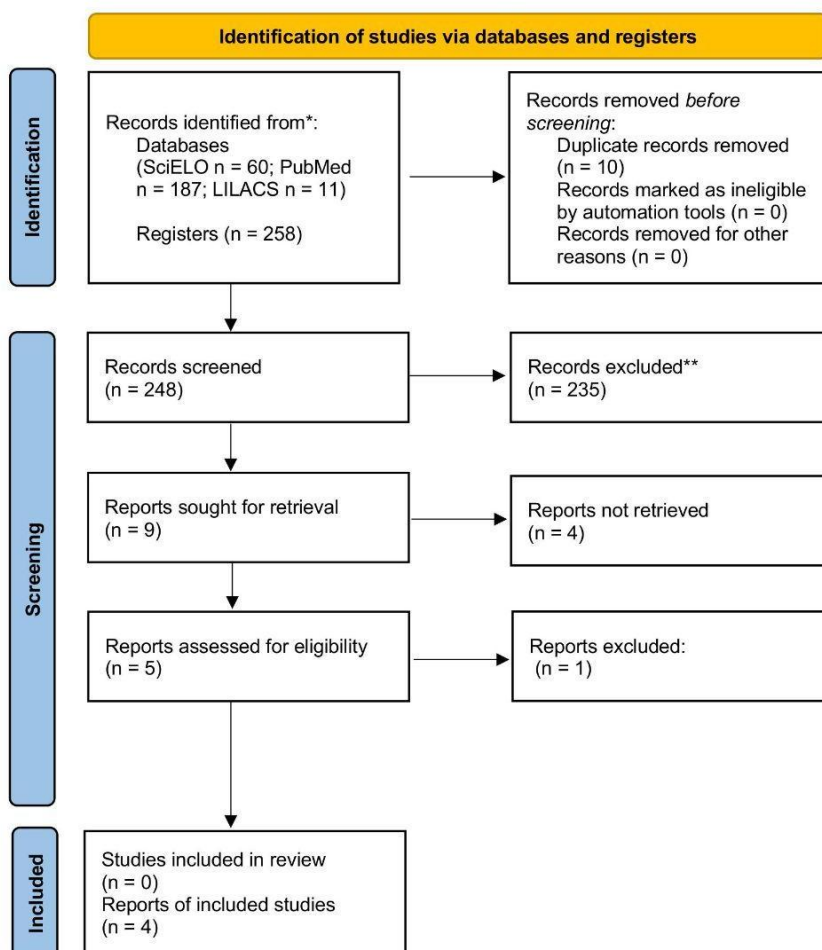 Identification of studies via databases and registers
Identification
Records identified from*:
Databases
(SciELO n = 60; PubMed
n = 187; LILACS n = 11)
Registers (n = 258)
Records removed before
screening:
Duplicate records removed
(n = 10)
Records marked as ineligible
by automation tools (n = 0)
Records removed for other
reasons (n = 0)
Screening
Records screened
(n = 248)
Records excluded**
(n = 235)
Reports sought for retrieval
(n = 9)
Reports not retrieved
(n = 4)
Reports assessed for eligibility
(n = 5)
Reports excluded:
(n = 1)
Included
Studies included in review
(n = 0)
Reports of included studies
(n = 4)